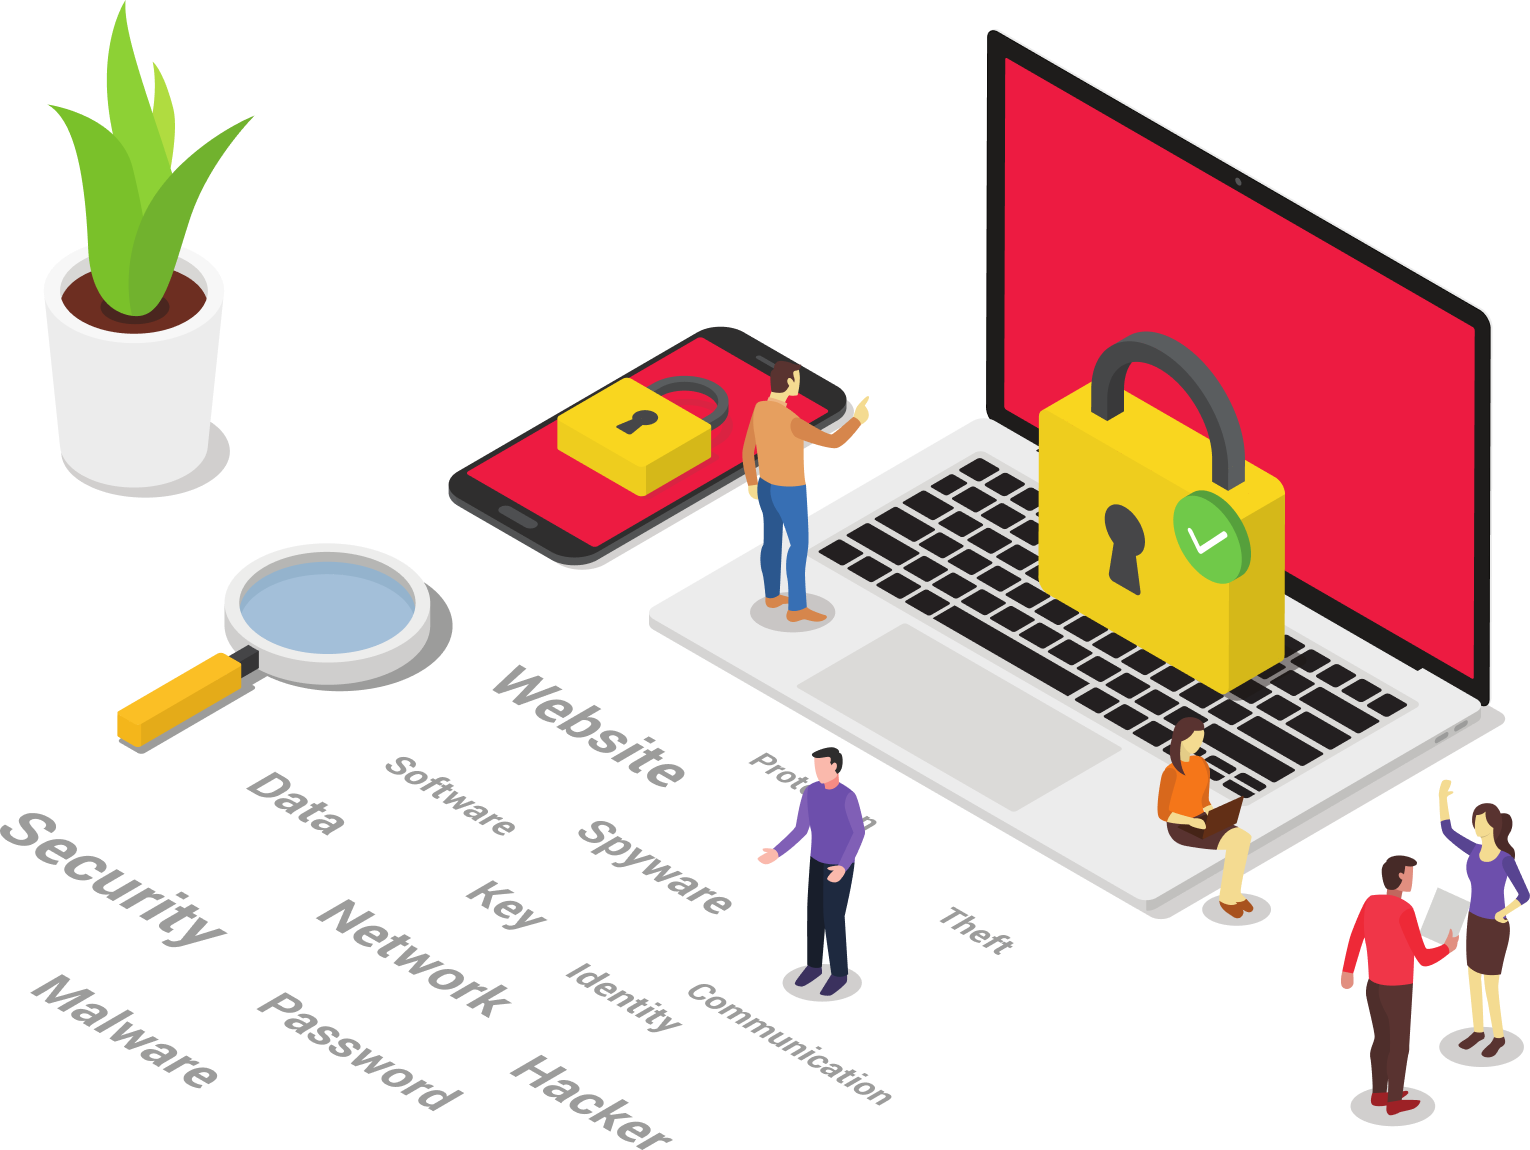 Website
Software
Data
Spyware
Security
Key
Network
Theft
Identity
Malware
Password
Communication
Hacker